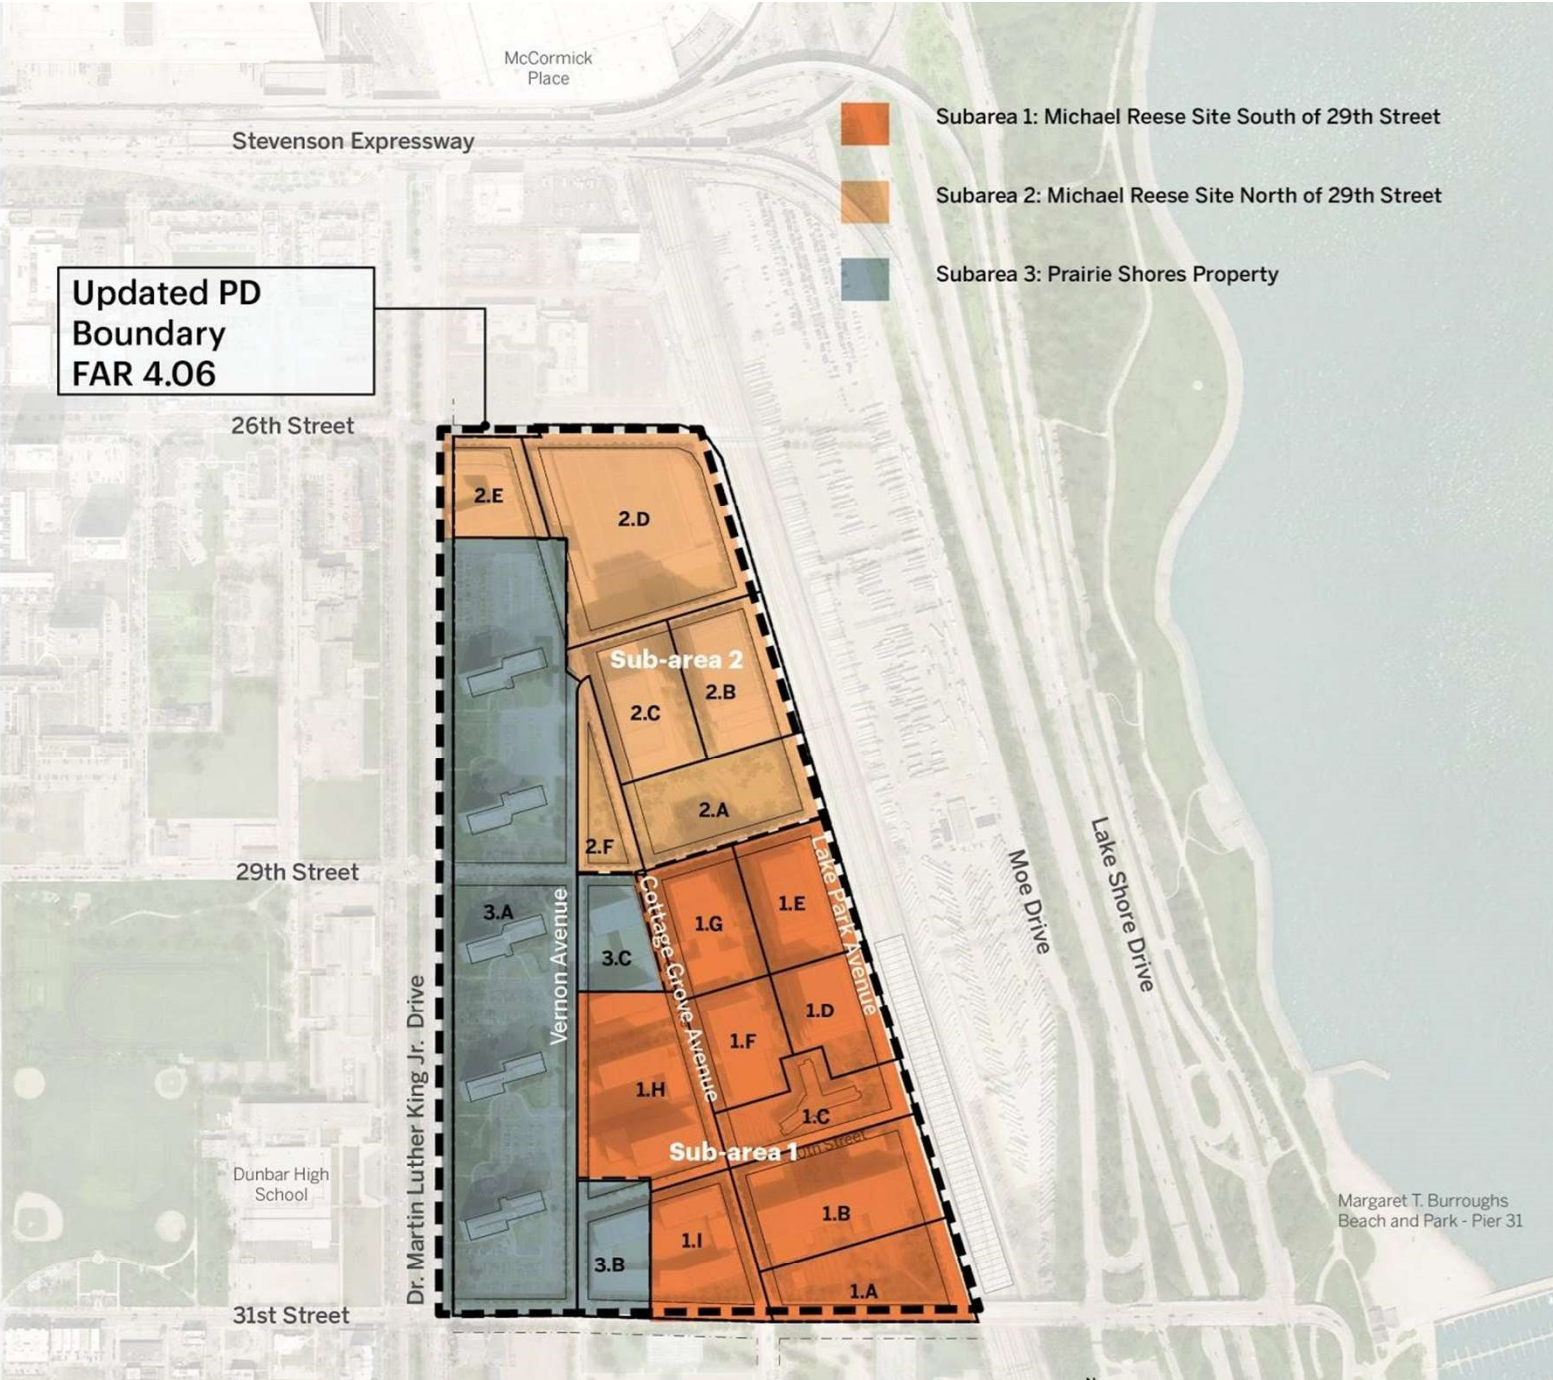 McCormick
Place
Subarea 1: Michael Reese Site South of 29th Street
Stevenson Expressway
Subarea 2: Michael Reese Site North of 29th Street
Subarea 3: Prairie Shores Property
Updated PD
Boundary
FAR 4.06
26th Street
2.E
2.D
Sub-area 2
2.B
2.C
2.A
2.F
29th Street
3.A
Vernon Avenue
3.C
Cottage Grove Avenue
1.G
1.E
Lake Park Avenue
Moe Drive
Lake Shore Drive
1.D
1.F
1.H
1.C
Sub-area 1
Dr. Martin Luther King Jr. Drive
Dunbar High
School
1.B
1.I
3.B
1.A
Margaret T. Burroughs
Beach and Park - Pier 31
31st Street